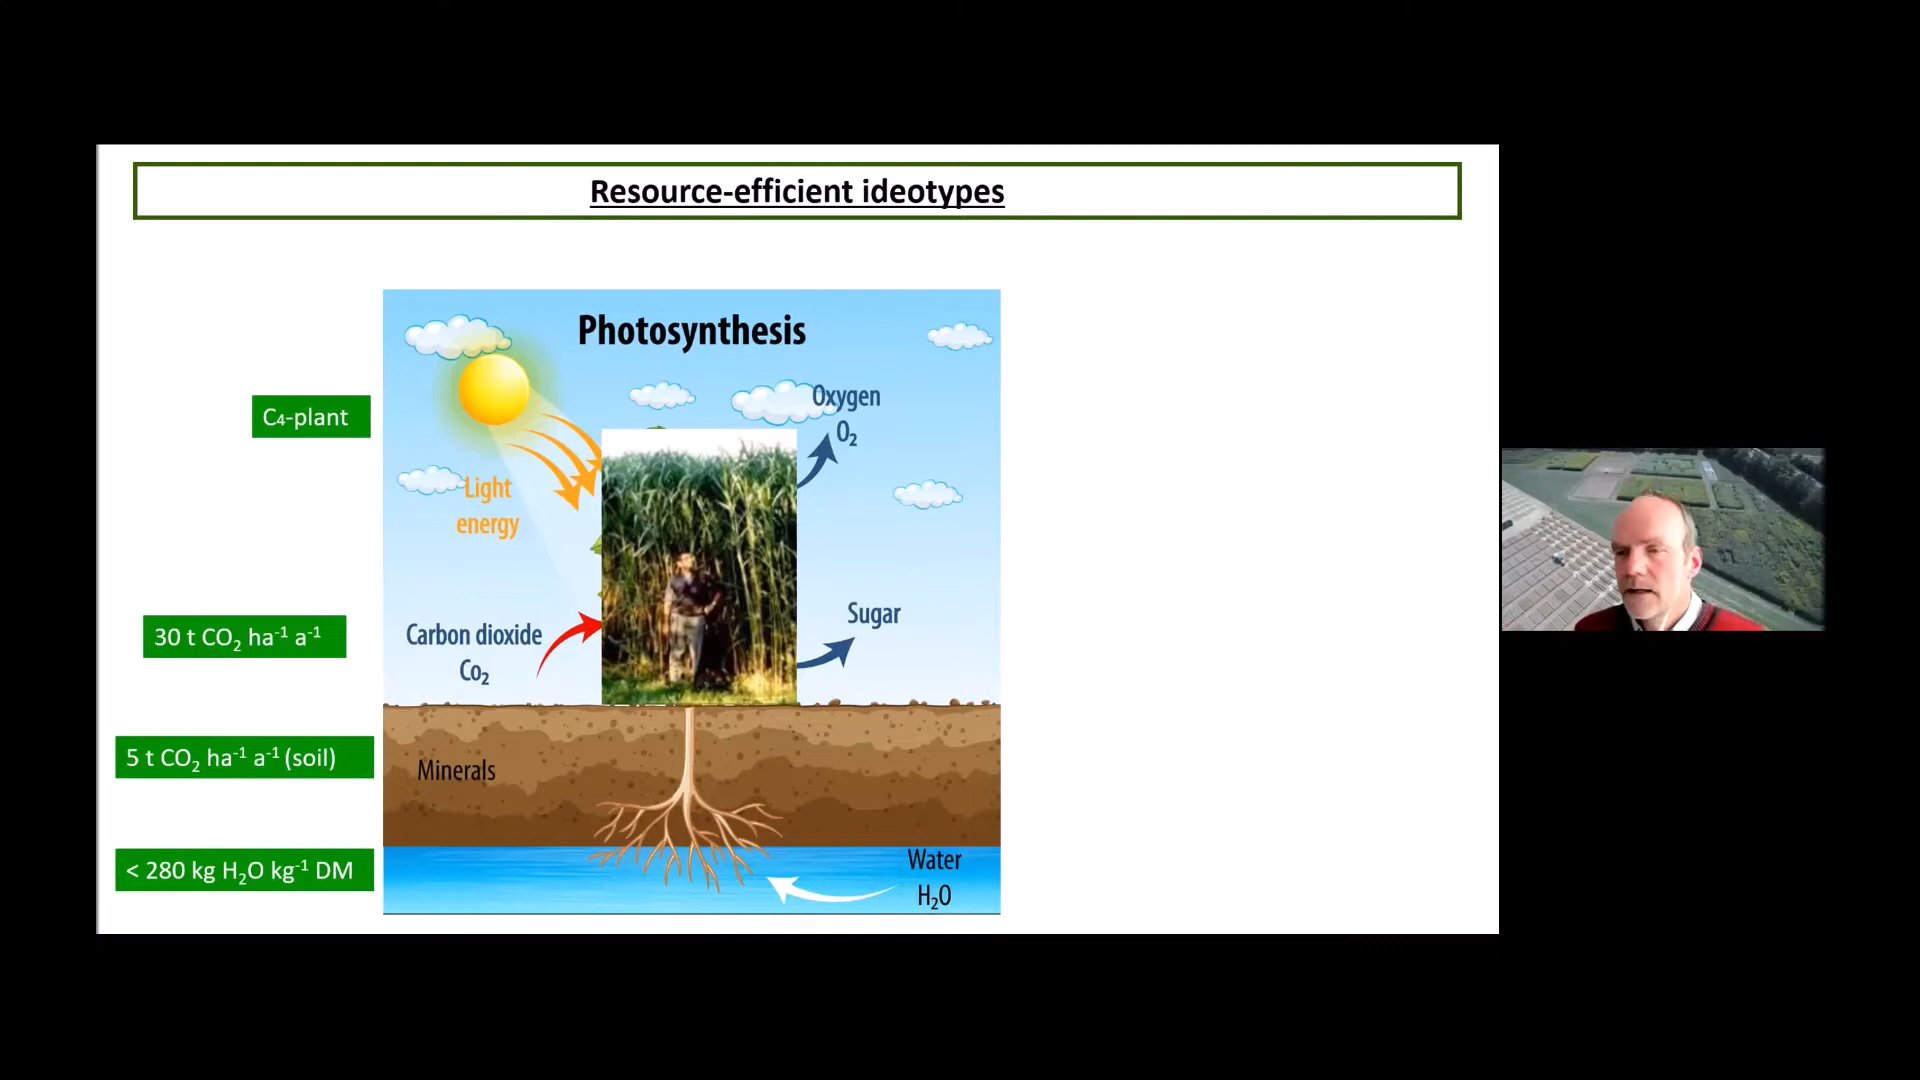 Resource-efficient ideotypes
Photosynthesis
Oxygen
O₂
C₄-plant
Light
energy
Sugar
30 t CO₂ ha⁻¹ a⁻¹
Carbon dioxide
Co₂
5 t CO₂ ha⁻¹ a⁻¹ (soil)
Minerals
< 280 kg H₂O kg⁻¹ DM
Water
H₂O